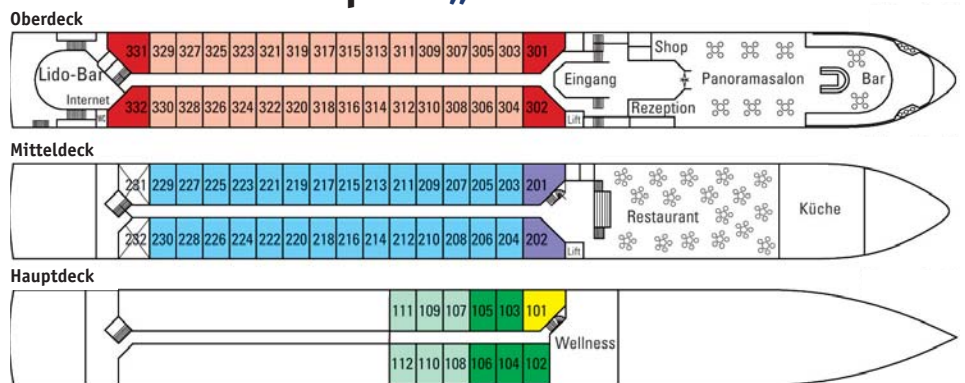 Oberdeck
331 329 327 325 323 321 319 317 315 313 311 309 307 305 303 301
Shop
Lido-Bar
Eingang
Panoramasalon
Bar
Internet
332 330 328 326 324 322 320 318 316 314 312 310 308 306 304 302
Rezeption
WC
Lift
Mitteldeck
231 229 227 225 223 221 219 217 215 213 211 209 207 205 203 201
Restaurant
Küche
232 230 228 226 224 222 220 218 216 214 212 210 208 206 204 202
Lift
Hauptdeck
111 109 107 105 103 101
Wellness
112 110 108 106 104 102